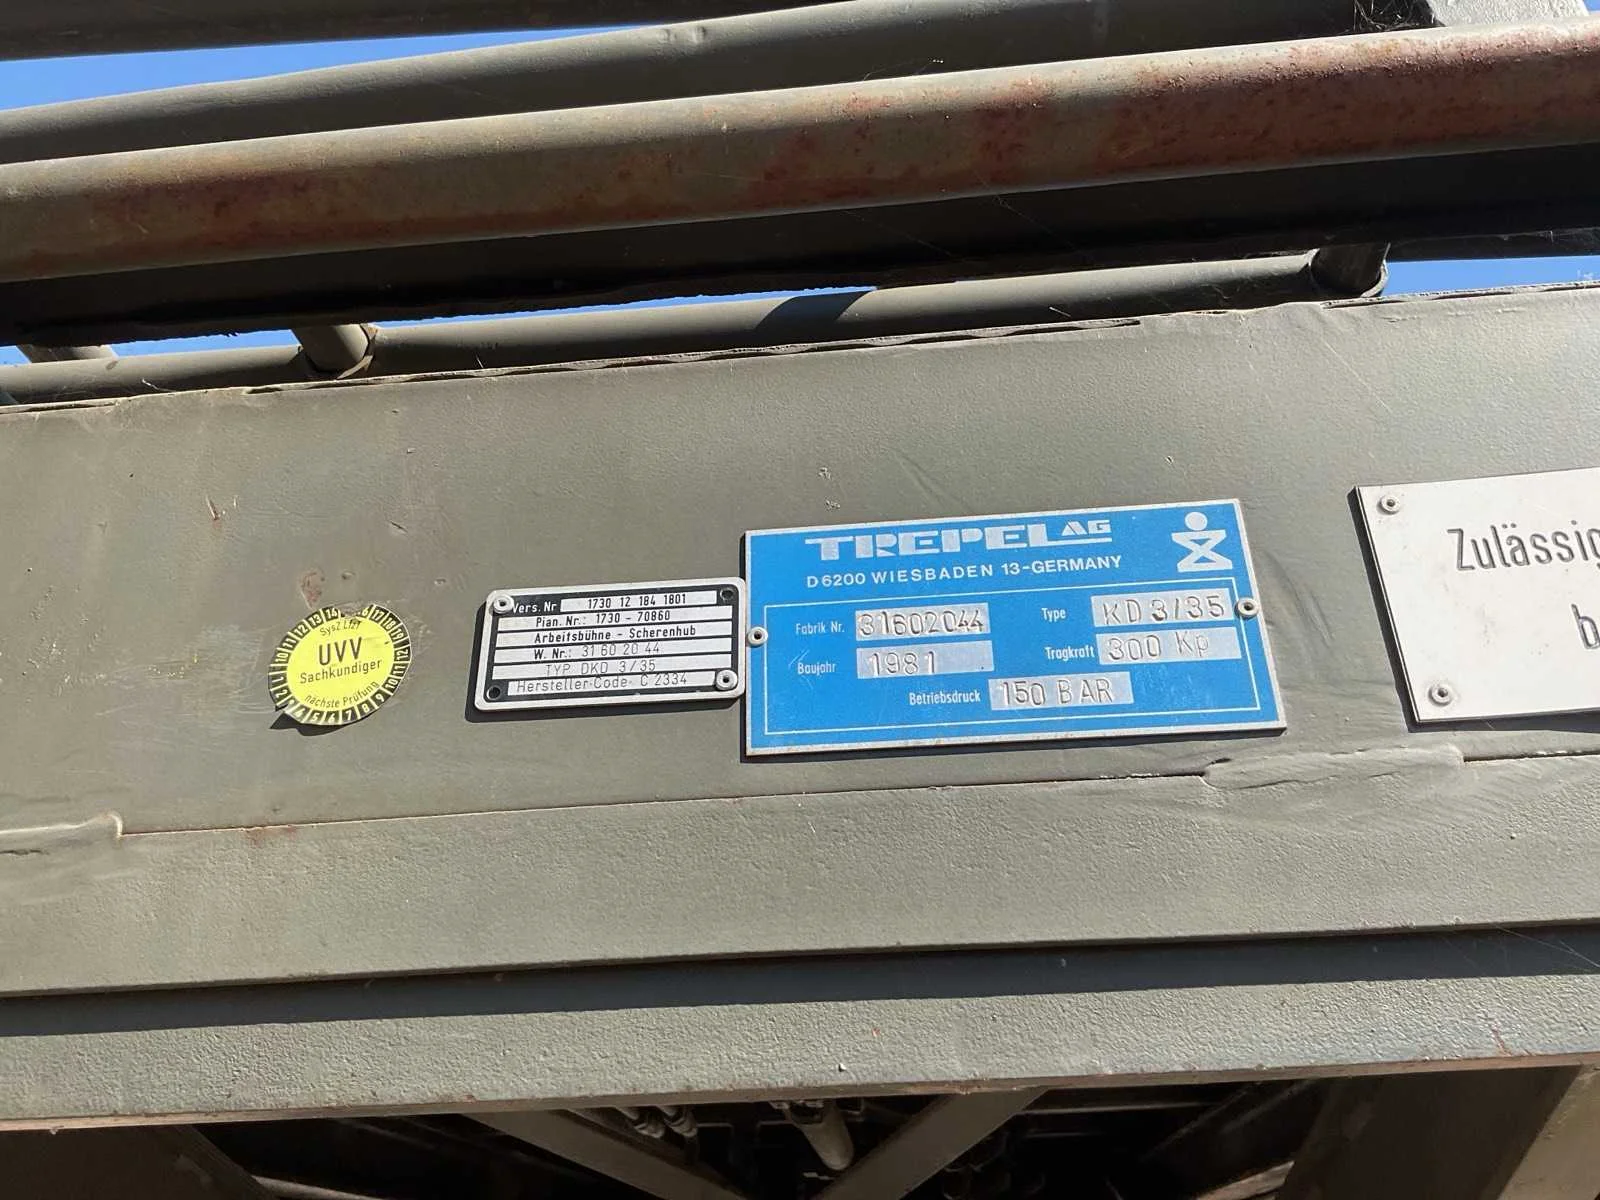 TREPEL AG
D6200 WIESBADEN 13-GERMANY
Fabrik Nr. 31602044 Type KD 3/35
Baujahr 1981 Tragkraft 300 Kp
Betriebsdruck 150 BAR
Vers. Nr 1730 12 184 1801
Plan. Nr.: 1730 - 70860
Arbeitsbühne - Scherenhub
W. Nr.: 31 60 20 44
TYP DKD 3/35
Hersteller-Code- C 2334
UVV
Sachkundiger
nächste Prüfung
Zulässig
b